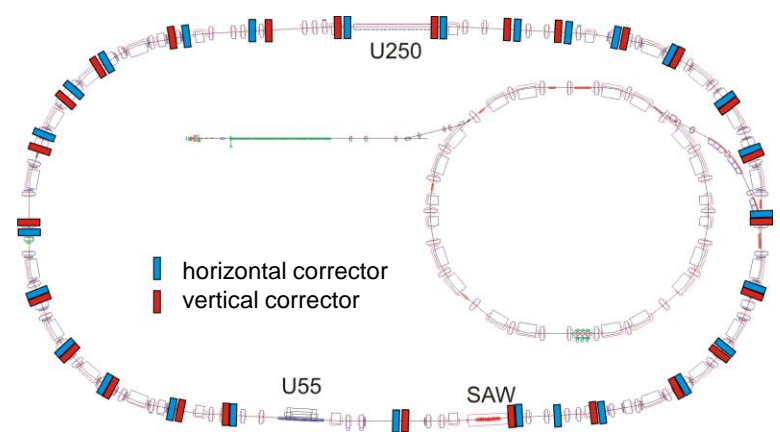 U250
horizontal corrector
vertical corrector
U55
SAW